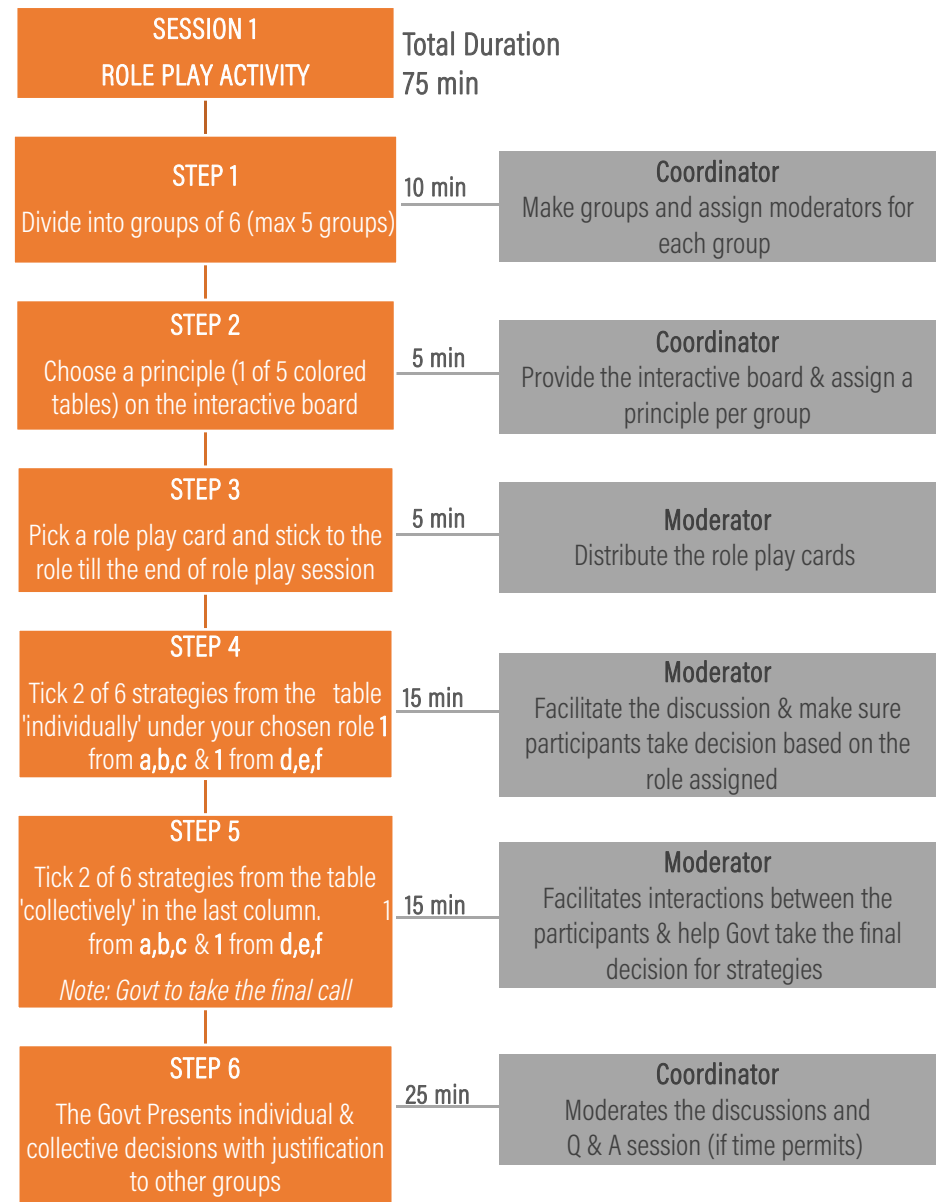 SESSION 1
ROLE PLAY ACTIVITY
Total Duration
75 min
STEP 1
Divide into groups of 6 (max 5 groups)
10 min
Coordinator
Make groups and assign moderators for
each group
STEP 2
Choose a principle (1 of 5 colored
tables) on the interactive board
5 min
Coordinator
Provide the interactive board & assign a
principle per group
STEP 3
Pick a role play card and stick to the
role till the end of role play session
5 min
Moderator
Distribute the role play cards
STEP 4
Tick 2 of 6 strategies from the table
'individually' under your chosen role 1
from a,b,c & 1 from d,e,f
15 min
Moderator
Facilitate the discussion & make sure
participants take decision based on the
role assigned
STEP 5
Tick 2 of 6 strategies from the table
'collectively' in the last column. 1
from a,b,c & 1 from d,e,f
Note: Govt to take the final call
15 min
Moderator
Facilitates interactions between the
participants & help Govt take the final
decision for strategies
STEP 6
The Govt Presents individual &
collective decisions with justification
to other groups
25 min
Coordinator
Moderates the discussions and
Q & A session (if time permits)